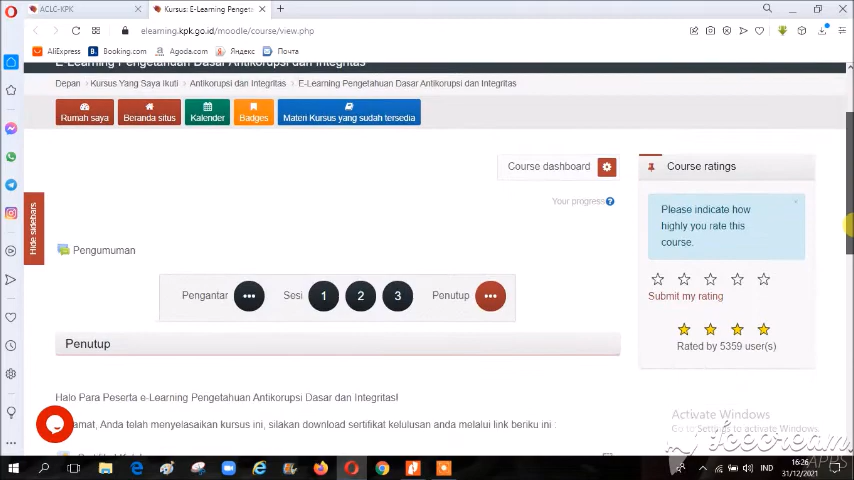 ACLC-KPK
Kursus: E-Learning Pengeta
elearning.kpk.go.id/moodle/course/view.php
AliExpress Booking.com Agoda.com Яндекс Почта
E-Learning Pengetahuan Dasar Antikorupsi dan Integritas
Depan Kursus Yang Saya Ikuti Antikorupsi dan Integritas E-Learning Pengetahuan Dasar Antikorupsi dan Integritas
Rumah saya Beranda situs Kalender Badges Materi Kursus yang sudah tersedia
Course dashboard
Course ratings
Your progress
Please indicate how
highly you rate this
course.
Hide sidebars
Pengumuman
Pengantar Sesi 1 2 3 Penutup
Submit my rating
Rated by 5359 user(s)
Penutup
Halo Para Peserta e-Learning Pengetahuan Antikorupsi Dasar dan Integritas!
amat, Anda telah menyelasaikan kursus ini, silakan download sertifikat kelulusan anda melalui link beriku ini :
Activate Windows
Go to Settings to activate Windows.
Icecream
APPS
IND
16:26
31/12/2021